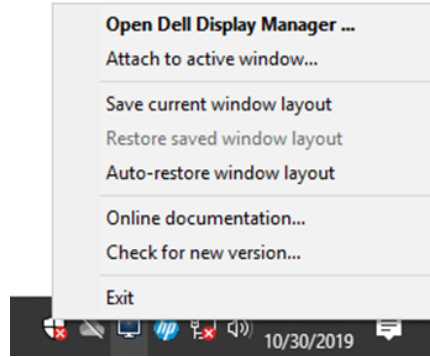 Open Dell Display Manager ...
Attach to active window...
Save current window layout
Restore saved window layout
Auto-restore window layout
Online documentation...
Check for new version...
Exit
hp
10/30/2019